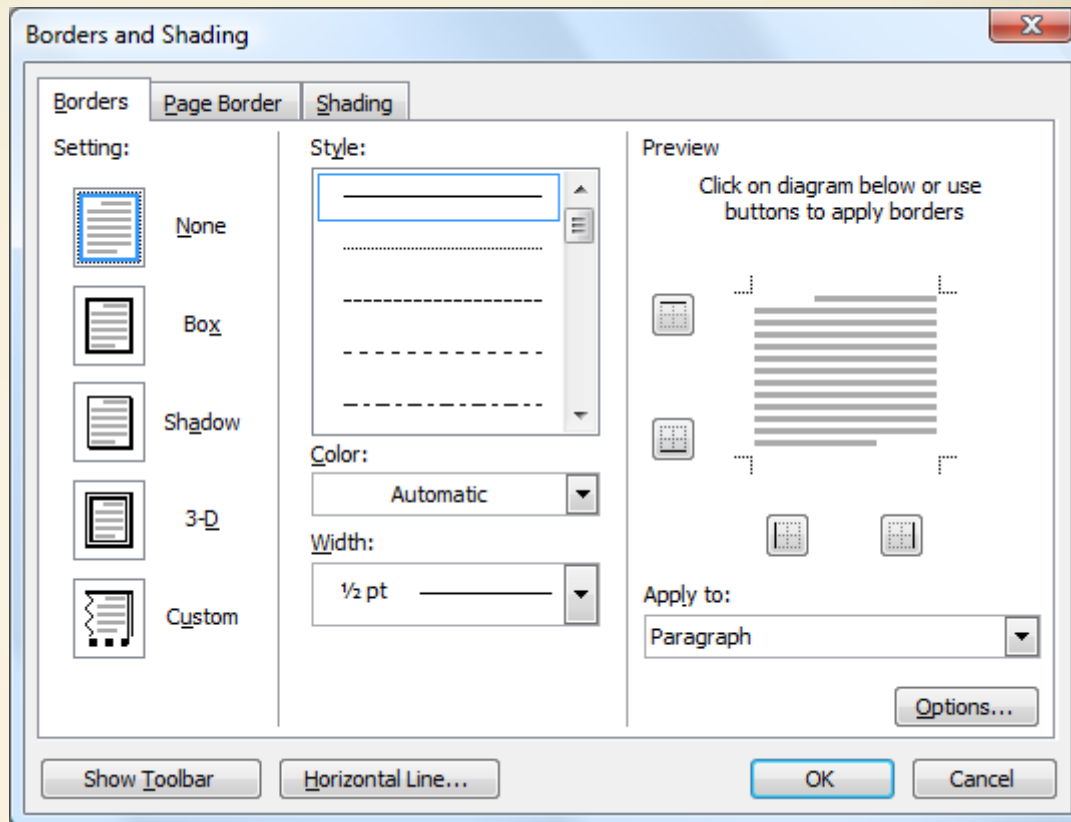 Borders and Shading
Borders
Page Border
Shading
Setting:
None
Box
Shadow
3-D
Custom
Style:
Color:
Automatic
Width:
½ pt
Preview
Click on diagram below or use
buttons to apply borders
Apply to:
Paragraph
Options...
Show Toolbar
Horizontal Line...
OK
Cancel